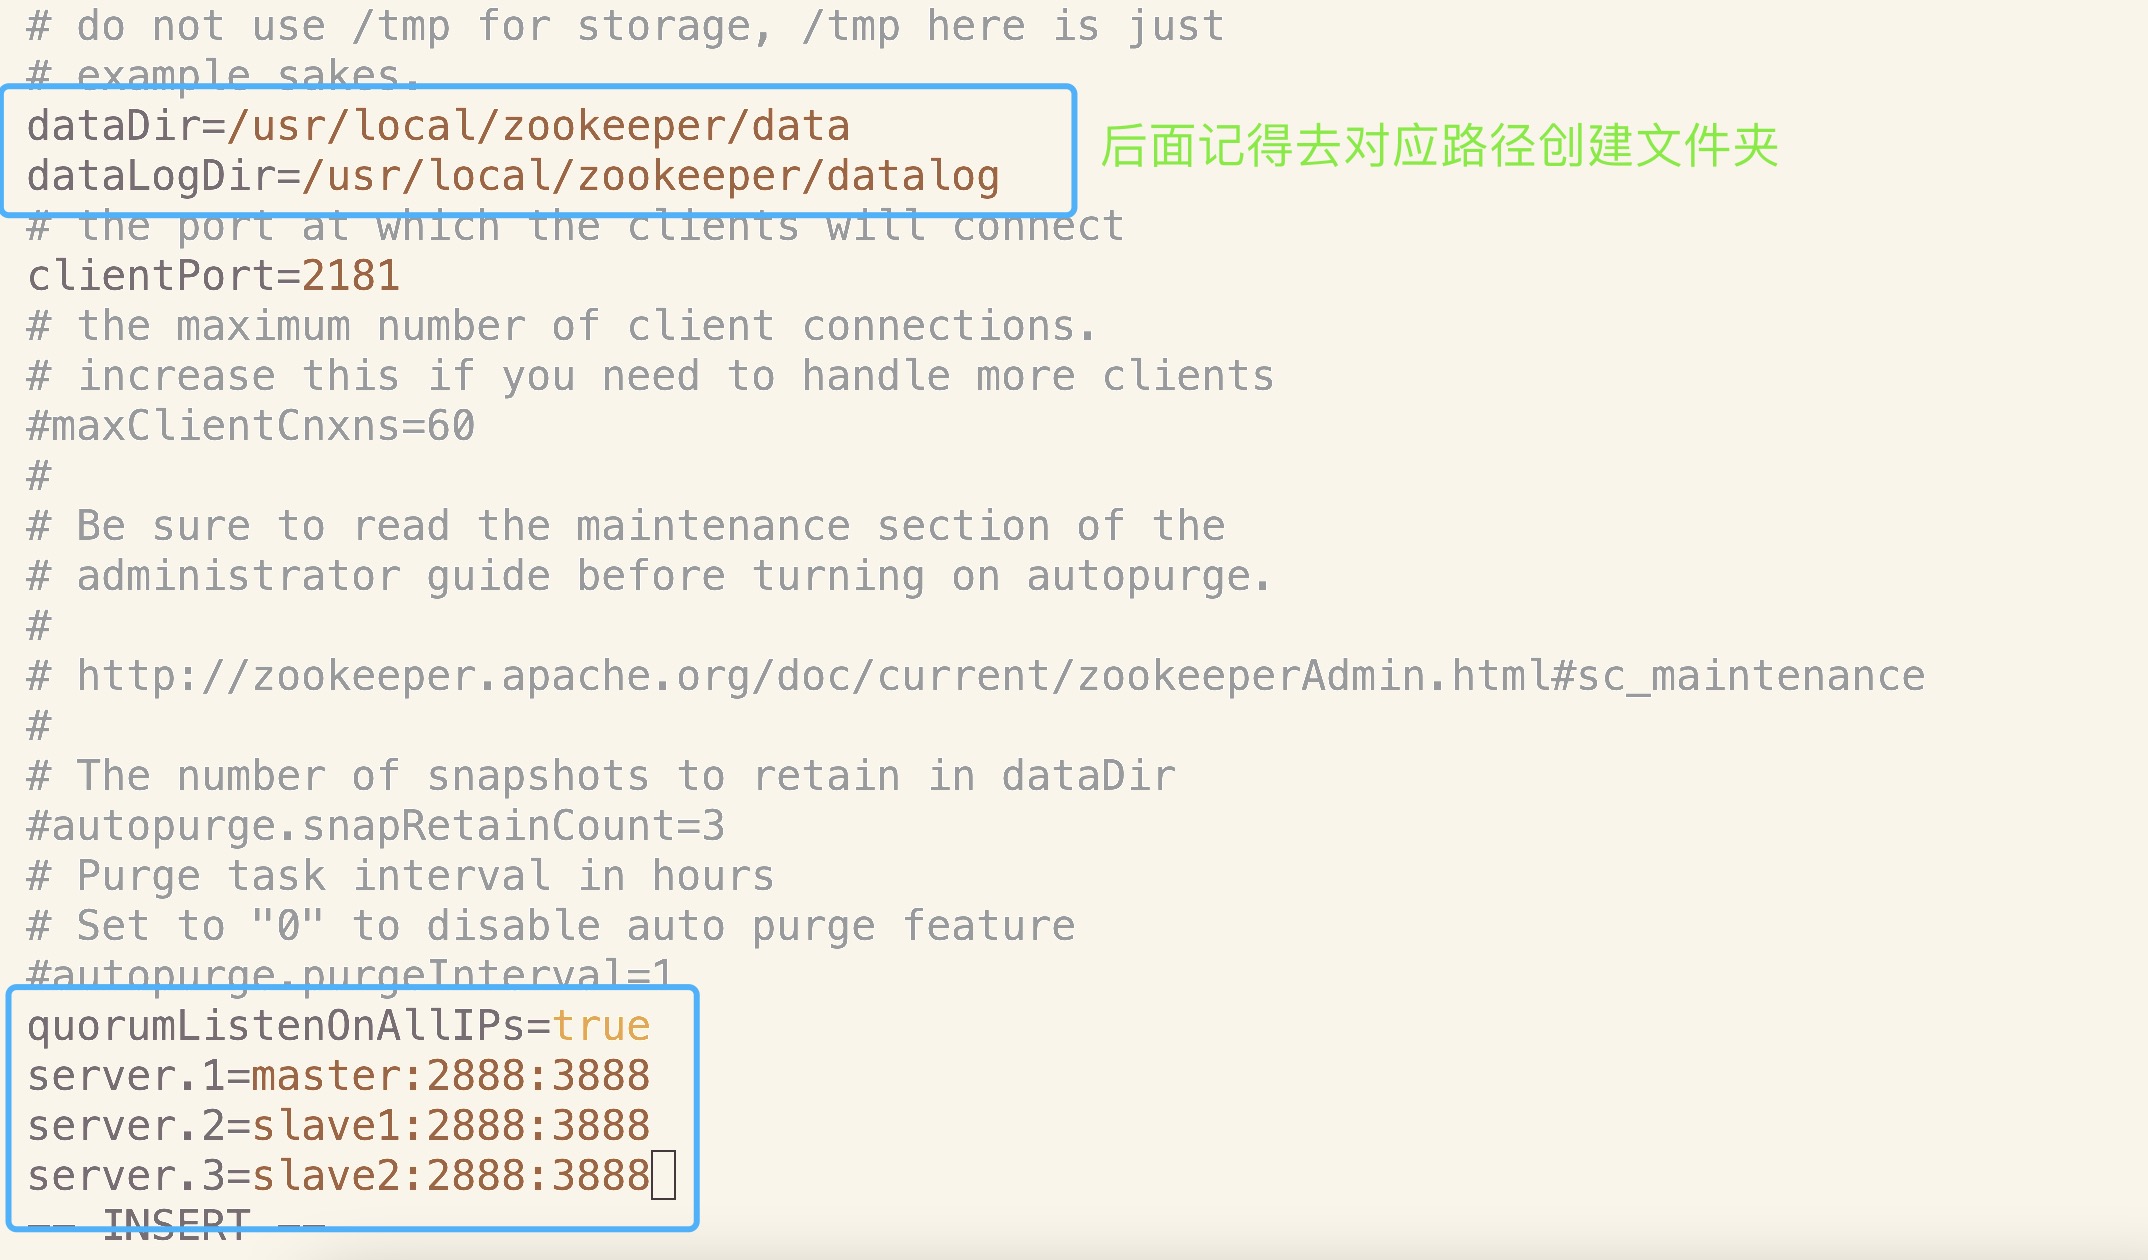 # do not use /tmp for storage, /tmp here is just
# example sakes.
dataDir=/usr/local/zookeeper/data
后面记得去对应路径创建文件夹
dataLogDir=/usr/local/zookeeper/datalog
# the port at which the clients will connect
clientPort=2181
# the maximum number of client connections.
# increase this if you need to handle more clients
#maxClientCnxns=60
#
# Be sure to read the maintenance section of the
# administrator guide before turning on autopurge.
#
# http://zookeeper.apache.org/doc/current/zookeeperAdmin.html#sc_maintenance
#
# The number of snapshots to retain in dataDir
#autopurge.snapRetainCount=3
# Purge task interval in hours
# Set to "0" to disable auto purge feature
#autopurge.purgeInterval=1
quorumListenOnAllIPs=true
server.1=master:2888:3888
server.2=slave1:2888:3888
server.3=slave2:2888:3888
-- INSERT --